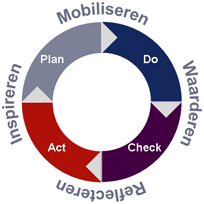 Mobiliseren
Plan
Do
Inspireren
Waarderen
Act
Check
Reflecteren